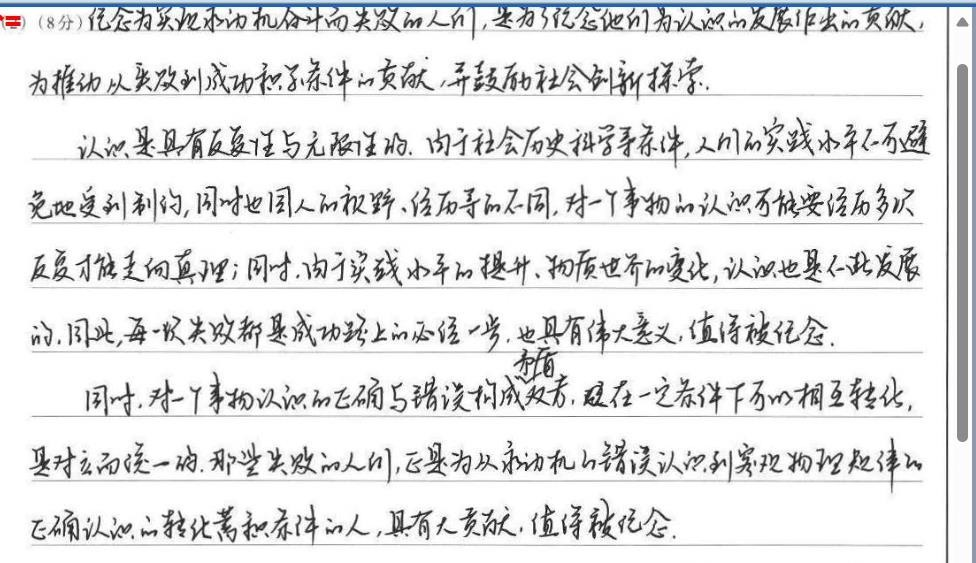 (8分) 纪念为实现永动机奋斗而失败的人们,是为了纪念他们为认识的发展作出的贡献,
为推动从失败到成功积累条件的贡献,并鼓励社会创新探索.
认识是具有反复性与无限性的. 由于社会历史科学等条件,人们的实践水平不可避
免地受到制约,同时也因人的视野、经历等的不同,对一个事物的认识可能要经历多次
反复才能走向真理;同时,由于实践水平的提升、物质世界的变化,认识也是不断发展
的.因此,每一次失败都是成功路上的必经一步,也具有伟大意义,值得被纪念.
同时,对一个事物认识的正确与错误构成矛盾双方,在一定条件下可以相互转化,
是对立而统一的.那些失败的人们,正是为从永动机的错误认识到客观物理规律的
正确认识的转化蓄积条件的人,具有大贡献,值得被纪念.